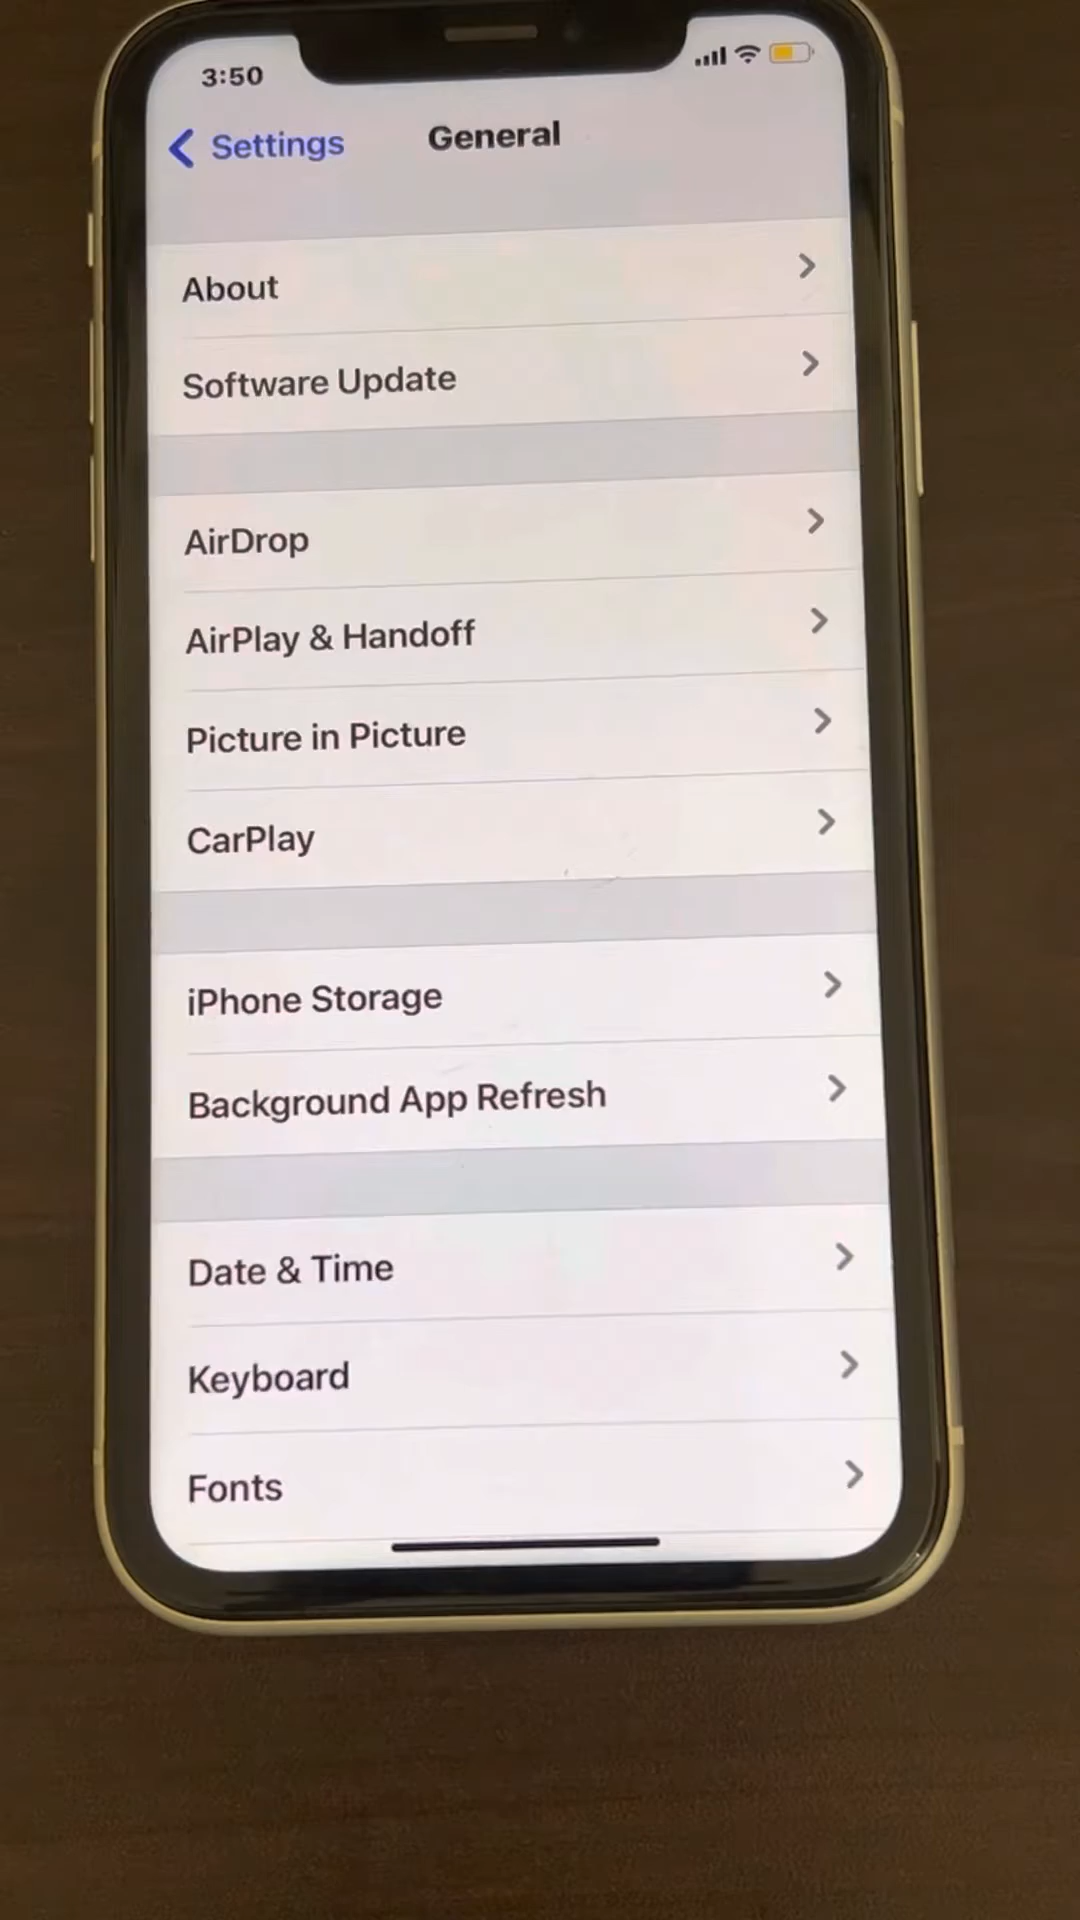 3:50
Settings
General
About
Software Update
AirDrop
AirPlay & Handoff
Picture in Picture
CarPlay
iPhone Storage
Background App Refresh
Date & Time
Keyboard
Fonts